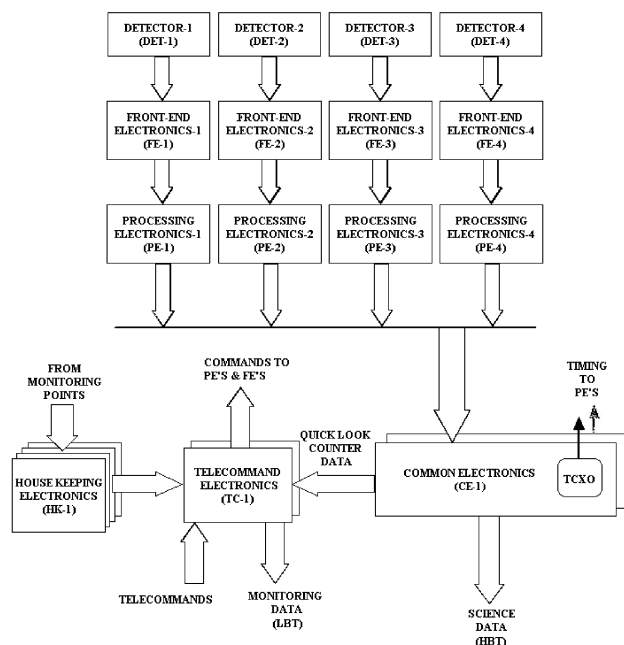 DETECTOR-1
(DET-1)
DETECTOR-2
(DET-2)
DETECTOR-3
(DET-3)
DETECTOR-4
(DET-4)
FRONT-END
ELECTRONICS-1
(FE-1)
FRONT-END
ELECTRONICS-2
(FE-2)
FRONT-END
ELECTRONICS-3
(FE-3)
FRONT-END
ELECTRONICS-4
(FE-4)
PROCESSING
ELECTRONICS-1
(PE-1)
PROCESSING
ELECTRONICS-2
(PE-2)
PROCESSING
ELECTRONICS-3
(PE-3)
PROCESSING
ELECTRONICS-4
(PE-4)
FROM
MONITORING
POINTS
COMMANDS TO
PE'S & FE'S
TIMING
TO
PE'S
QUICK LOOK
COUNTER
DATA
HOUSE KEEPING
ELECTRONICS
(HK-1)
TELECOMMAND
ELECTRONICS
(TC-1)
COMMON ELECTRONICS
(CE-1)
TCXO
TELECOMMANDS
MONITORING
DATA
(LBT)
SCIENCE
DATA
(HBT)